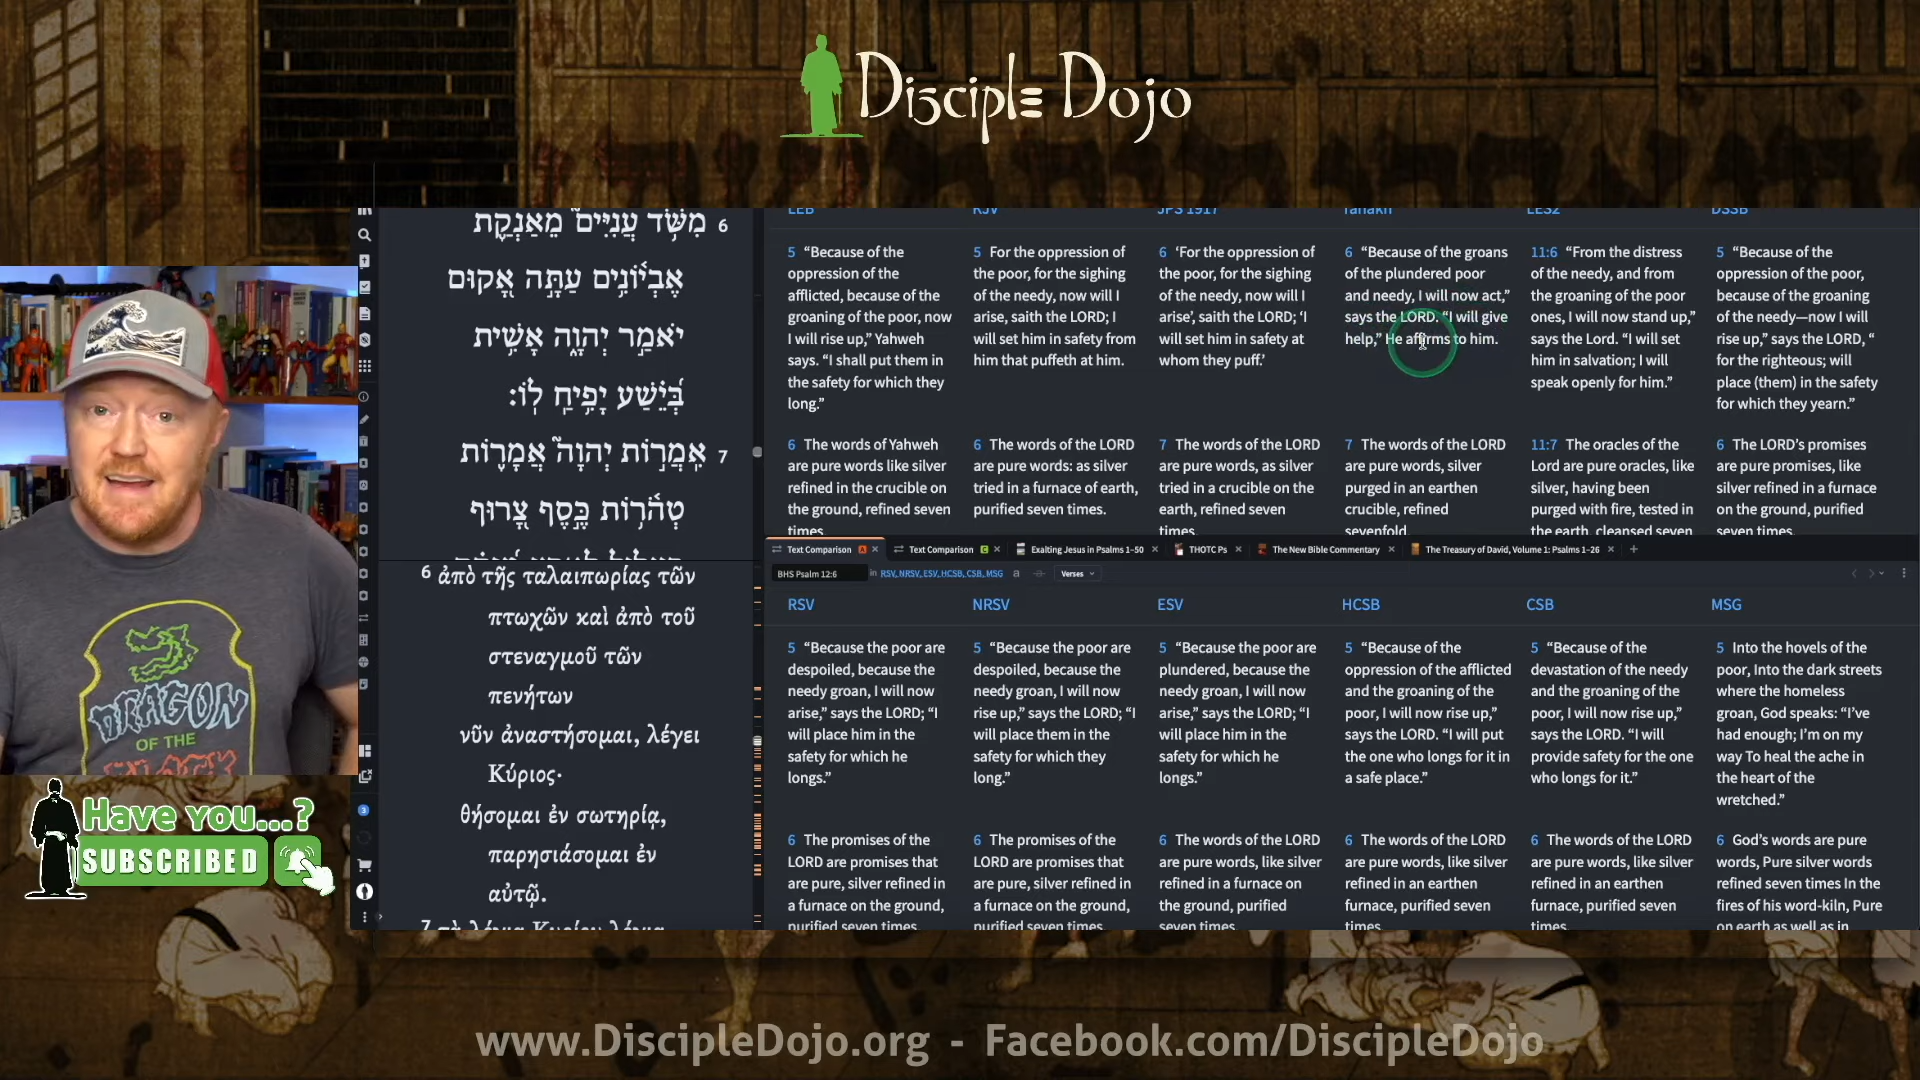 Disciple Dojo
מִשֹּׁ֥ד עֲנִיִּים֮ מֵאַנְקַ֪ת 6
אֶבְי֫וֹנִ֥ים עַתָּ֣ה אָ֭קוּם
יֹאמַ֣ר יְהוָ֑ה אָשִׁ֥ית
בְּ֝יֵ֗שַׁע יָפִ֥יחַֽ לֽוֹ׃
אִֽמֲר֣וֹת יְהוָה֮ אֲמָר֪וֹת 7
טְהֹ֫ר֥וֹת כֶּ֣סֶף צָ֭רוּף
6 ἀπὸ τῆς ταλαιπωρίας τῶν
πτωχῶν καὶ ἀπὸ τοῦ
στεναγμοῦ τῶν
πενήτων
νῦν ἀναστήσομαι, λέγει
Κύριος·
θήσομαι ἐν σωτηρίᾳ,
παρησιάσομαι ἐν
αὐτῷ.
LEB
5 “Because of the
oppression of the
afflicted, because of the
groaning of the poor, now
I will rise up,” Yahweh
says. “I shall put them in
the safety for which they
long.”
6 The words of Yahweh
are pure words like silver
refined in the crucible on
the ground, refined seven
times.
KJV
5 For the oppression of
the poor, for the sighing
of the needy, now will I
arise, saith the LORD; I
will set him in safety from
him that puffeth at him.
6 The words of the LORD
are pure words: as silver
tried in a furnace of earth,
purified seven times.
JPS 1917
6 ‘For the oppression of
the poor, for the sighing
of the needy, now will I
arise’, saith the LORD; ‘I
will set him in safety at
whom they puff.’
7 The words of the LORD
are pure words, as silver
tried in a crucible on the
earth, refined seven
times.
Tanakh
6 “Because of the groans
of the plundered poor
and needy, I will now act,”
says the LORD. “I will give
help,” He affirms to him.
7 The words of the LORD
are pure words, silver
purged in an earthen
crucible, refined
sevenfold.
LES2
11:6 “From the distress
of the needy, and from
the groaning of the poor
ones, I will now stand up,”
says the Lord. “I will set
him in salvation; I will
speak openly for him.”
11:7 The oracles of the
Lord are pure oracles, like
silver, having been
purged with fire, tested in
the earth, cleansed seven
DSSB
5 “Because of the
oppression of the poor,
because of the groaning
of the needy—now I will
rise up,” says the LORD, “
for the righteous; will
place (them) in the safety
for which they yearn.”
6 The LORD’s promises
are pure promises, like
silver refined in a furnace
on the ground, purified
seven times.
Text Comparison A Text Comparison C Exalting Jesus in Psalms 1–50 THOTC Ps The New Bible Commentary The Treasury of David, Volume 1: Psalms 1–26
BHS Psalm 12:6 in RSV, NRSV, ESV, HCSB, CSB, MSG a Verses
RSV
5 “Because the poor are
despoiled, because the
needy groan, I will now
arise,” says the LORD; “I
will place him in the
safety for which he
longs.”
6 The promises of the
LORD are promises that
are pure, silver refined in
a furnace on the ground,
purified seven times.
NRSV
5 “Because the poor are
despoiled, because the
needy groan, I will now
rise up,” says the LORD; “I
will place them in the
safety for which they
long.”
6 The promises of the
LORD are promises that
are pure, silver refined in
a furnace on the ground,
purified seven times.
ESV
5 “Because the poor are
plundered, because the
needy groan, I will now
arise,” says the LORD; “I
will place him in the
safety for which he
longs.”
6 The words of the LORD
are pure words, like silver
refined in a furnace on
the ground, purified
seven times.
HCSB
5 “Because of the
oppression of the afflicted
and the groaning of the
poor, I will now rise up,”
says the LORD. “I will put
the one who longs for it in
a safe place.”
6 The words of the LORD
are pure words, like silver
refined in an earthen
furnace, purified seven
times.
CSB
5 “Because of the
devastation of the needy
and the groaning of the
poor, I will now rise up,”
says the LORD. “I will
provide safety for the one
who longs for it.”
6 The words of the LORD
are pure words, like silver
refined in an earthen
furnace, purified seven
times.
MSG
5 Into the hovels of the
poor, Into the dark streets
where the homeless
groan, God speaks: “I’ve
had enough; I’m on my
way To heal the ache in
the heart of the
wretched.”
6 God’s words are pure
words, Pure silver words
refined seven times In the
fires of his word-kiln, Pure
on earth as well as in
DRAGON
OF THE
BLACK
Have you...?
SUBSCRIBED
www.DiscipleDojo.org - Facebook.com/DiscipleDojo